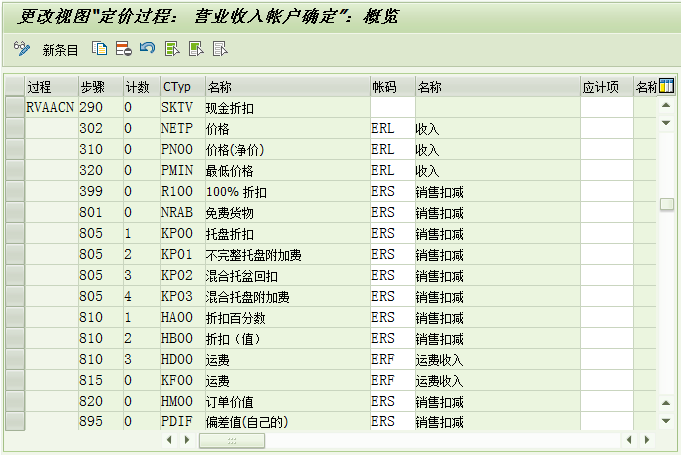 更改视图"定价过程： 营业收入帐户确定"：概览
新条目
过程 步骤 计数 CTyp 名称 帐码 名称 应计项 名称
RVAACN 290 0 SKTV 现金折扣
302 0 NETP 价格 ERL 收入
310 0 PN00 价格(净价) ERL 收入
320 0 PMIN 最低价格 ERL 收入
399 0 R100 100% 折扣 ERS 销售扣减
801 0 NRAB 免费货物 ERS 销售扣减
805 1 KP00 托盘折扣 ERS 销售扣减
805 2 KP01 不完整托盘附加费 ERS 销售扣减
805 3 KP02 混合托盆回扣 ERS 销售扣减
805 4 KP03 混合托盘附加费 ERS 销售扣减
810 1 HA00 折扣百分数 ERS 销售扣减
810 2 HB00 折扣（值） ERS 销售扣减
810 3 HD00 运费 ERF 运费收入
815 0 KF00 运费 ERF 运费收入
820 0 HM00 订单价值 ERS 销售扣减
895 0 PDIF 偏差值(自己的) ERS 销售扣减